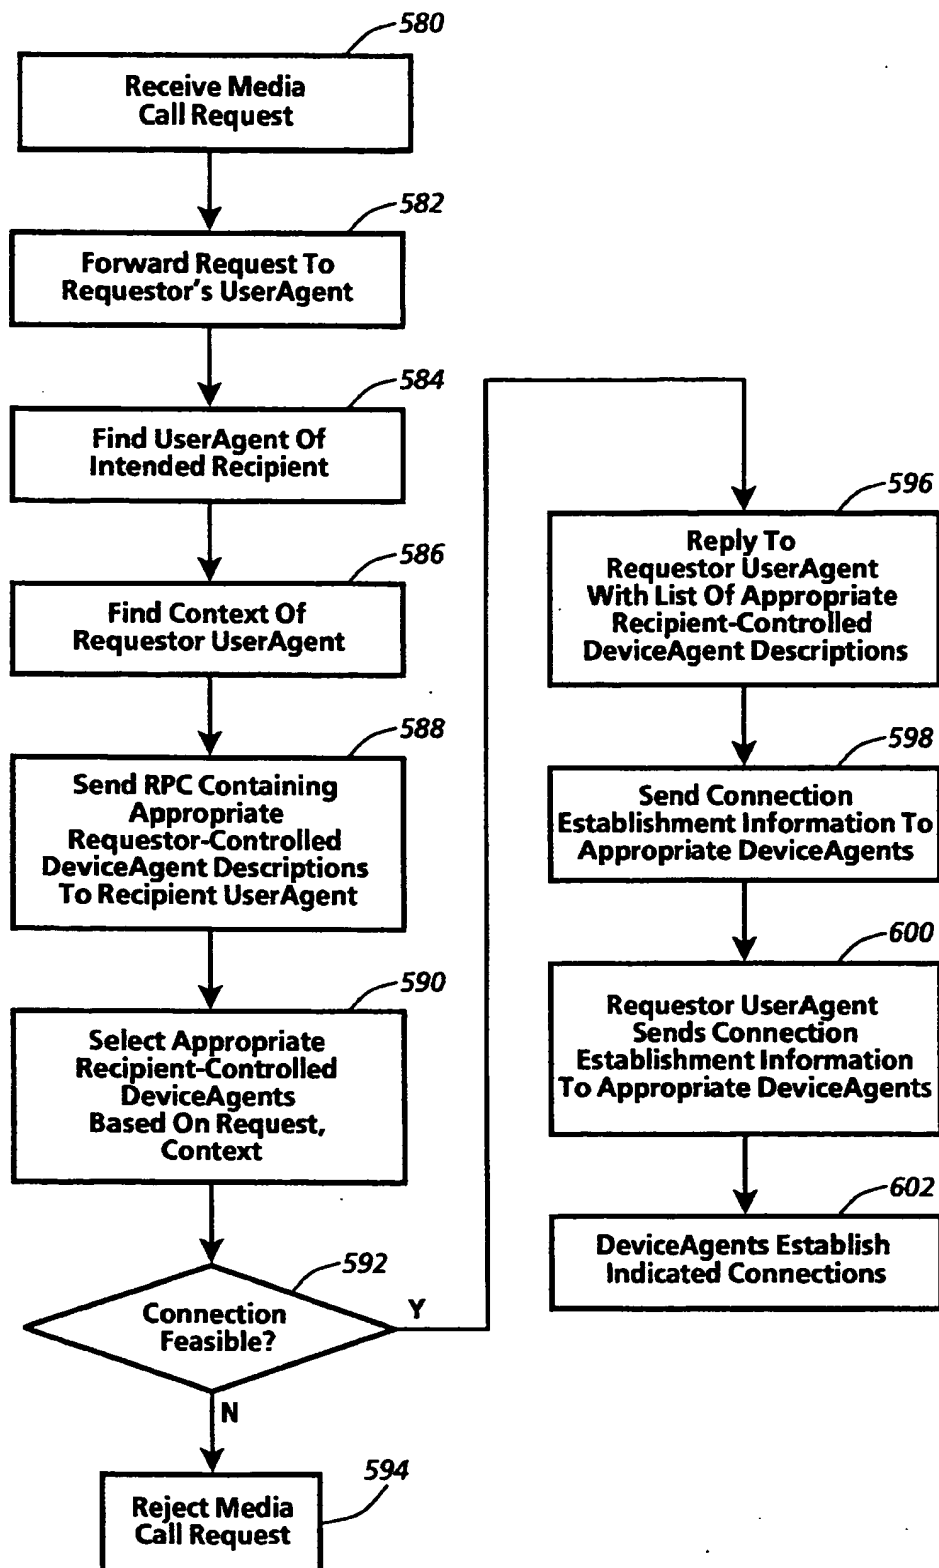 580
Receive Media
Call Request
582
Forward Request To
Requestor's UserAgent
584
Find UserAgent Of
Intended Recipient
586
Find Context Of
Requestor UserAgent
588
Send RPC Containing
Appropriate
Requestor-Controlled
DeviceAgent Descriptions
To Recipient UserAgent
590
Select Appropriate
Recipient-Controlled
DeviceAgents
Based On Request,
Context
592
Connection
Feasible?
Y
N
594
Reject Media
Call Request
596
Reply To
Requestor UserAgent
With List Of Appropriate
Recipient-Controlled
DeviceAgent Descriptions
598
Send Connection
Establishment Information To
Appropriate DeviceAgents
600
Requestor UserAgent
Sends Connection
Establishment Information
To Appropriate DeviceAgents
602
DeviceAgents Establish
Indicated Connections